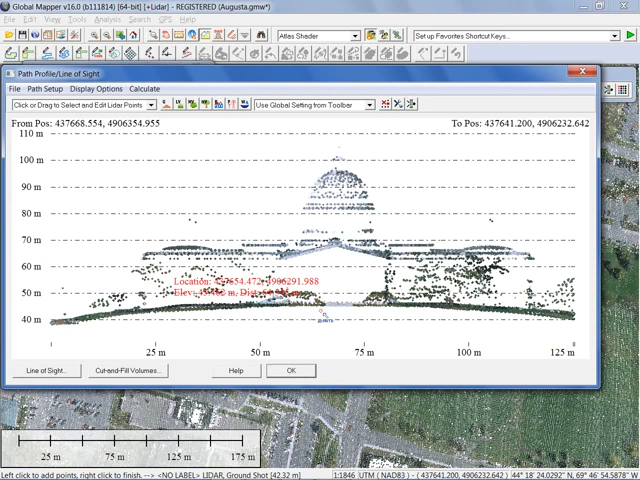 Global Mapper v16.0 (b111814) [64-bit] [+Lidar] - REGISTERED (Augusta.gmw*)
File Edit View Tools Analysis Search GPS Help
Atlas Shader
Set up Favorites Shortcut Keys...
Path Profile/Line of Sight
File Path Setup Display Options Calculate
Click or Drag to Select and Edit Lidar Points
Use Global Setting from Toolbar
From Pos: 437668.554, 4906354.955
To Pos: 437641.200, 4906232.642
110 m
100 m
90 m
80 m
70 m
60 m
50 m
40 m
Location: 437654.472, 4906291.988
25 m
50 m
75 m
100 m
125 m
Line of Sight...
Cut-and-Fill Volumes...
Help
OK
25 m
75 m
125 m
175 m
Left click to add points, right click to finish. --> <NO LABEL> LIDAR, Ground Shot [42.32 m]
1:1846
UTM ( NAD83 ) - ( 437641.200, 4906232.642 )
44° 18' 24.0292" N, 69° 46' 54.5878" W